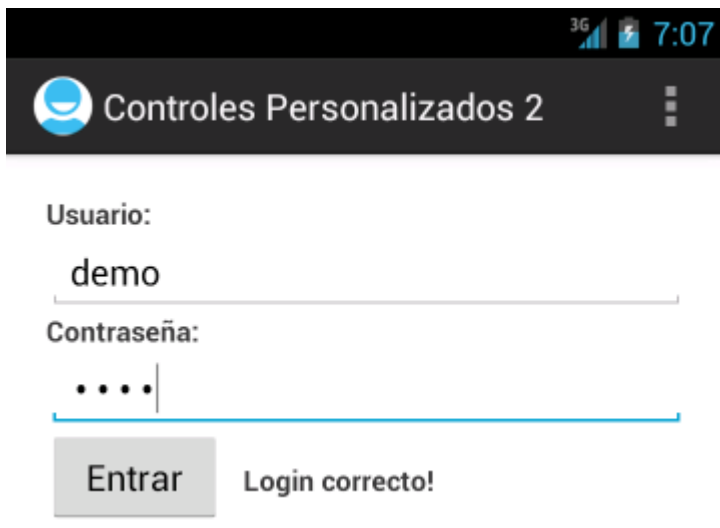 3G 7:07
Controles Personalizados 2
Usuario:
demo
Contraseña:
••••
Entrar Login correcto!